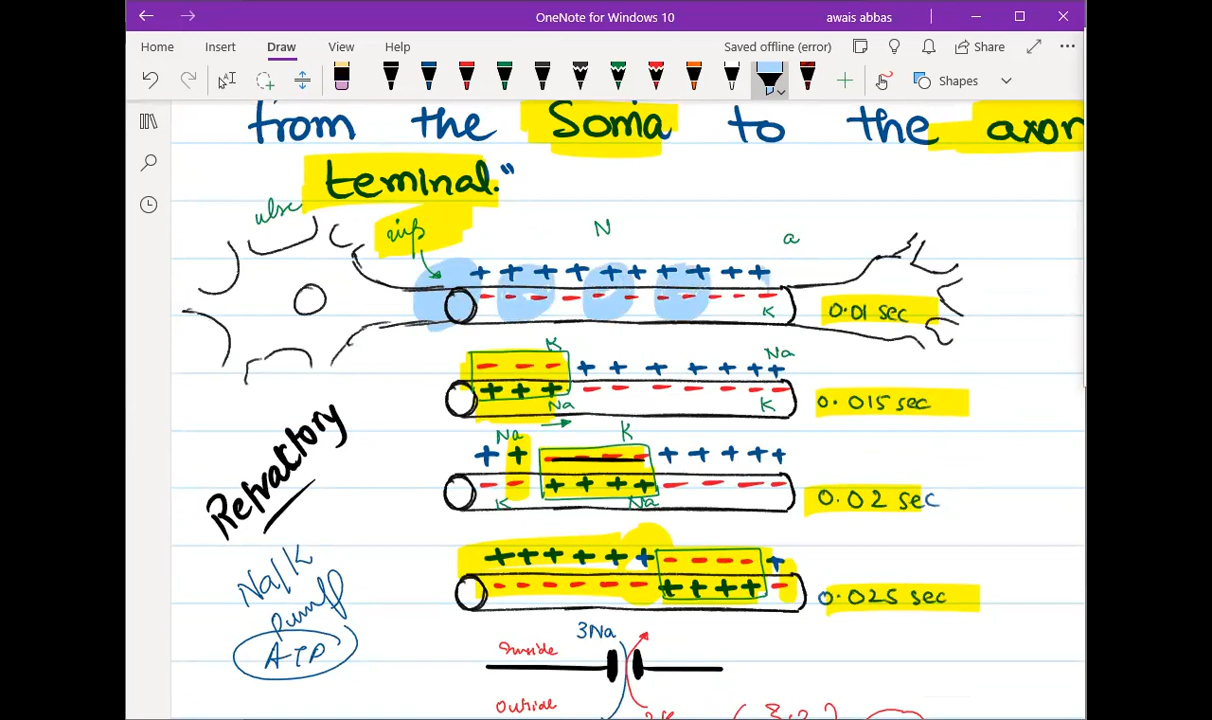 OneNote for Windows 10
awais abbas
Home Insert Draw View Help
Saved offline (error)
Share
Shapes
from the Soma to the axon
teminal."
N
a
K
0.01 sec
K
Na
Na
K
0.015 sec
Na
K
K
Na
0.02 sec
Refractory
0.025 sec
Na/K
pump
ATP
3Na
Inside
Outside